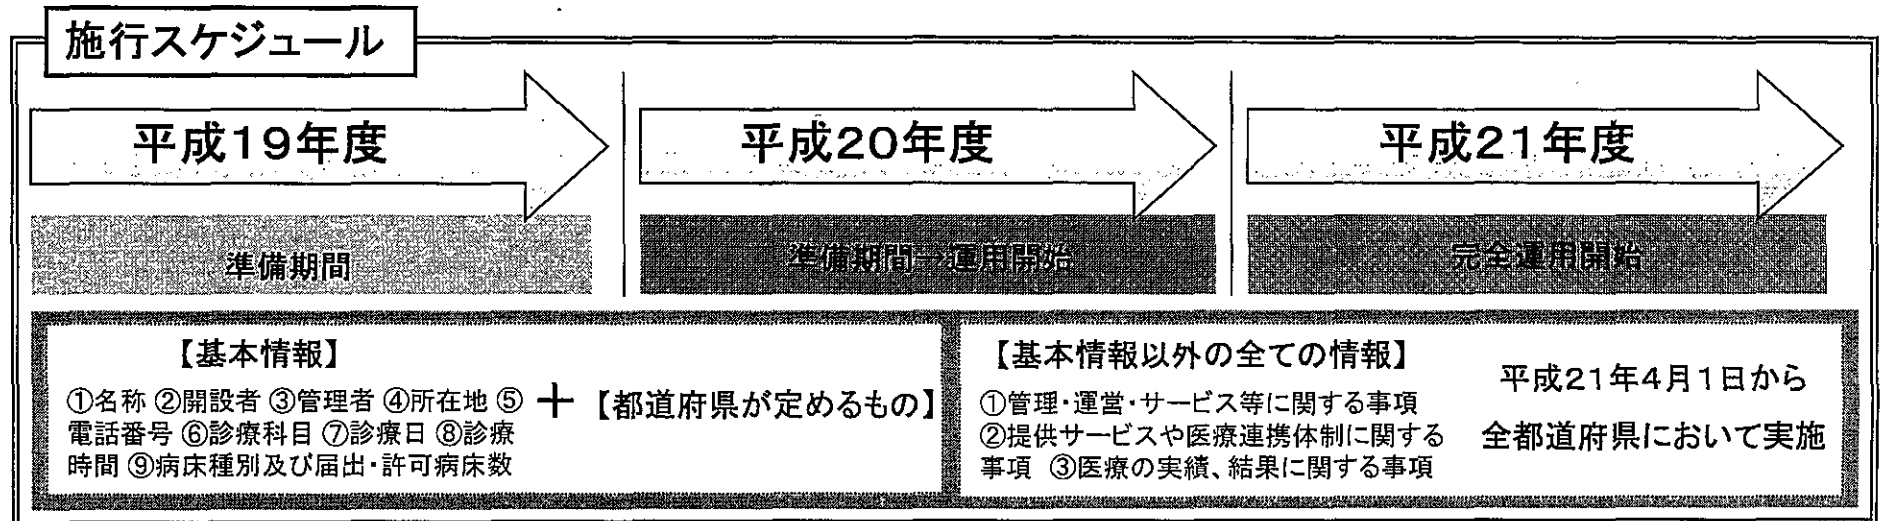 施行スケジュール
平成19年度
平成20年度
平成21年度
準備期間
準備期間→運用開始
完全運用開始
【基本情報】
①名称 ②開設者 ③管理者 ④所在地 ⑤
電話番号 ⑥診療科目 ⑦診療日 ⑧診療
時間 ⑨病床種別及び届出・許可病床数
＋【都道府県が定めるもの】
【基本情報以外の全ての情報】
①管理・運営・サービス等に関する事項
②提供サービスや医療連携体制に関する
事項 ③医療の実績、結果に関する事項
平成21年4月1日から
全都道府県において実施